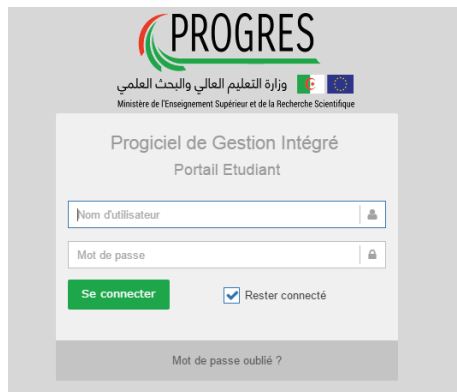 PROGRES
وزارة التعليم العالي والبحث العلمي
Ministère de l'Enseignement Supérieur et de la Recherche Scientifique
Progiciel de Gestion Intégré
Portail Etudiant
Nom d'utilisateur
Mot de passe
Se connecter Rester connecté
Mot de passe oublié ?